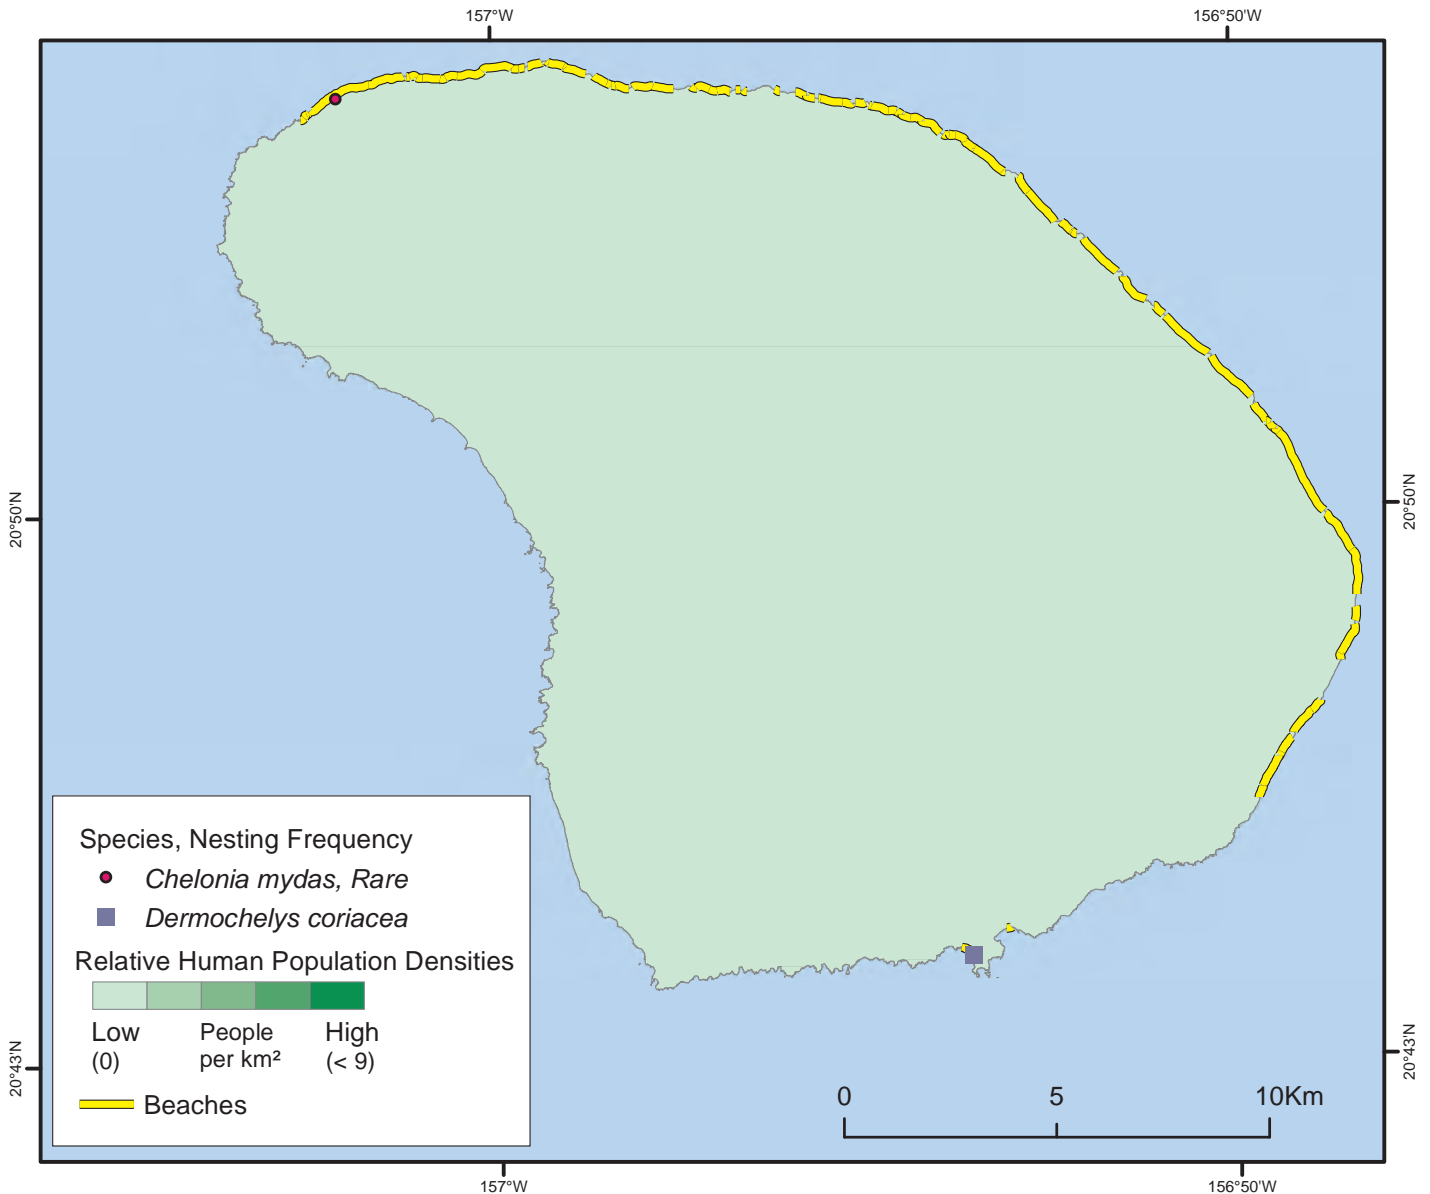 157°W
156°50'W
20°50'N
20°50'N
Species, Nesting Frequency
Chelonia mydas, Rare
Dermochelys coriacea
Relative Human Population Densities
Low
(0)
People
per km²
High
(< 9)
Beaches
0 5 10Km
20°43'N
20°43'N
157°W
156°50'W